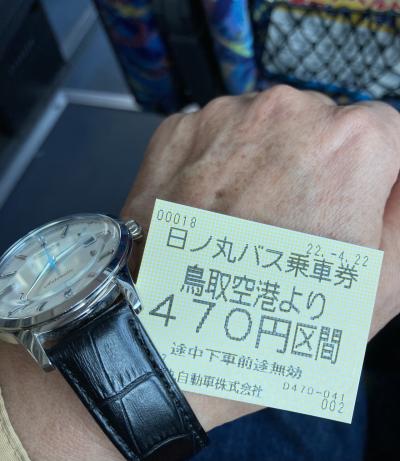 00018
22.-4.22
日ノ丸バス乗車券
鳥取空港より
470円区間
途中下車前途無効
自動車株式会社 D470-041
002